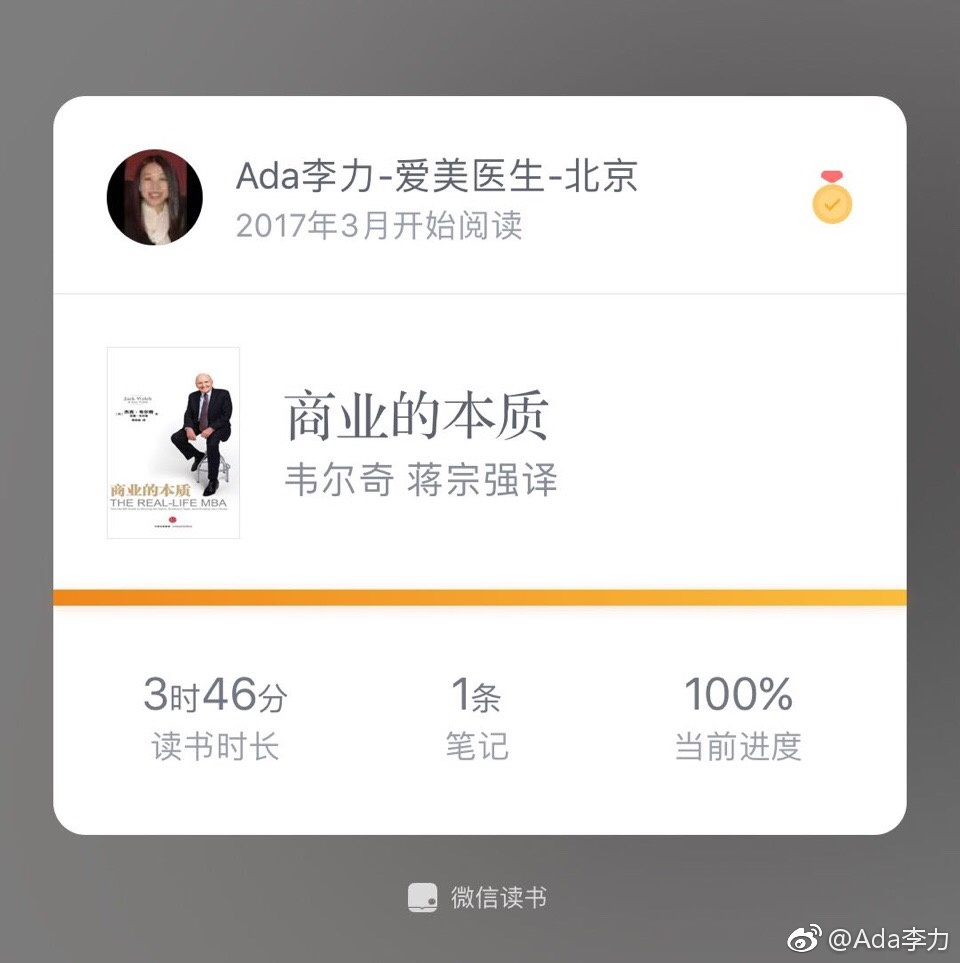 Ada李力-爱美医生-北京
2017年3月开始阅读
Jack Welch
商业的本质
THE REAL-LIFE MBA
商业的本质
韦尔奇 蒋宗强译
3时46分
读书时长
1条
笔记
100%
当前进度
微信读书
@Ada李力